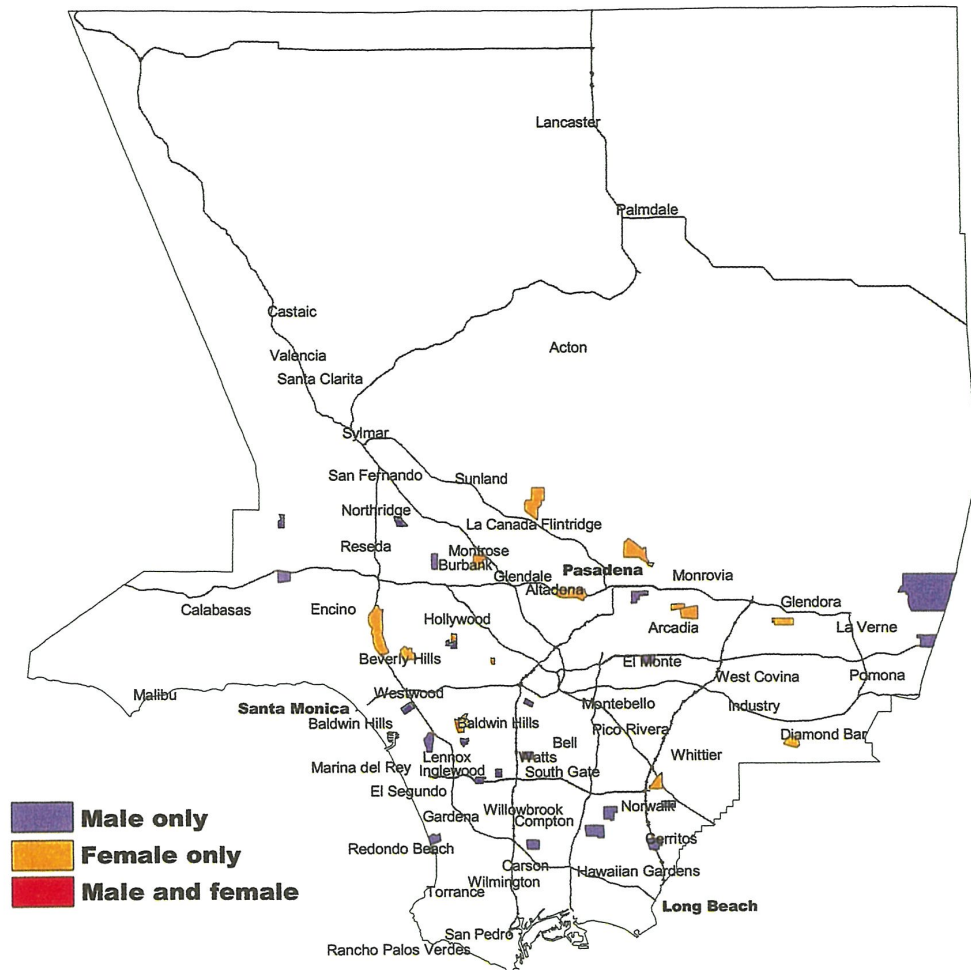 Lancaster
Palmdale
Castaic
Acton
Valencia
Santa Clarita
Sylmar
San Fernando
Sunland
Northridge
La Canada Flintridge
Reseda
Montrose
Burbank
Pasadena
Glendale
Monrovia
Altadena
Calabasas
Encino
Glendora
Hollywood
Arcadia
La Verne
Beverly Hills
El Monte
West Covina
Pomona
Malibu
Westwood
Santa Monica
Montebello
Industry
Baldwin Hills
Baldwin Hills
Pico Rivera
Diamond Bar
Bell
Whittier
Lennox
Watts
Marina del Rey
Inglewood
South Gate
El Segundo
Norwalk
Willowbrook
Gardena
Compton
Cerritos
Redondo Beach
Carson
Hawaiian Gardens
Wilmington
Torrance
Long Beach
San Pedro
Rancho Palos Verdes
Male only
Female only
Male and female